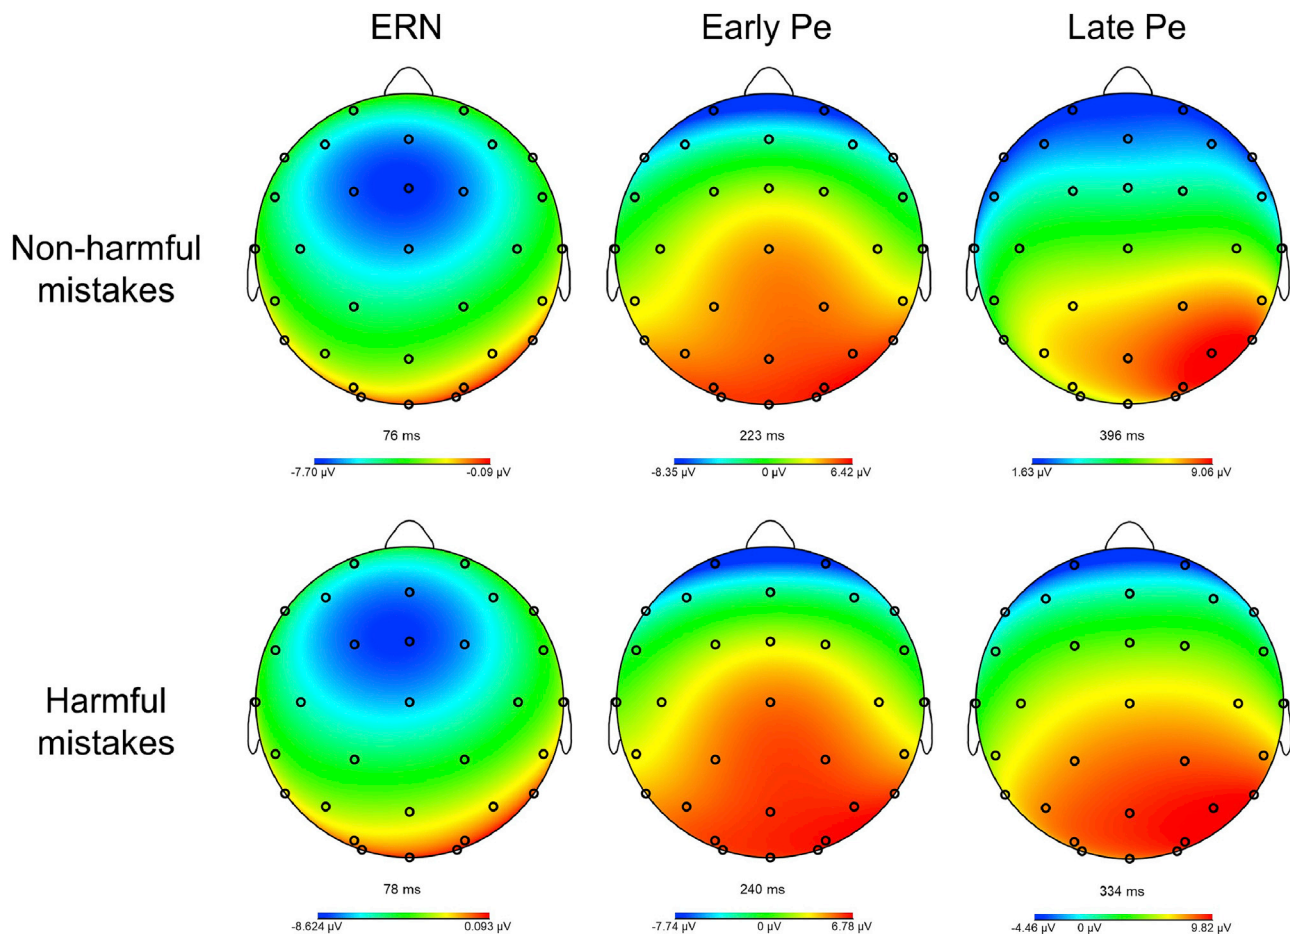 ERN Early Pe Late Pe
Non-harmful
mistakes
76 ms 223 ms 396 ms
-7.70 µV -0.09 µV -8.35 µV 0 µV 6.42 µV 1.63 µV 9.06 µV
Harmful
mistakes
78 ms 240 ms 334 ms
-8.624 µV 0.093 µV -7.74 µV 0 µV 6.78 µV -4.46 µV 0 µV 9.82 µV